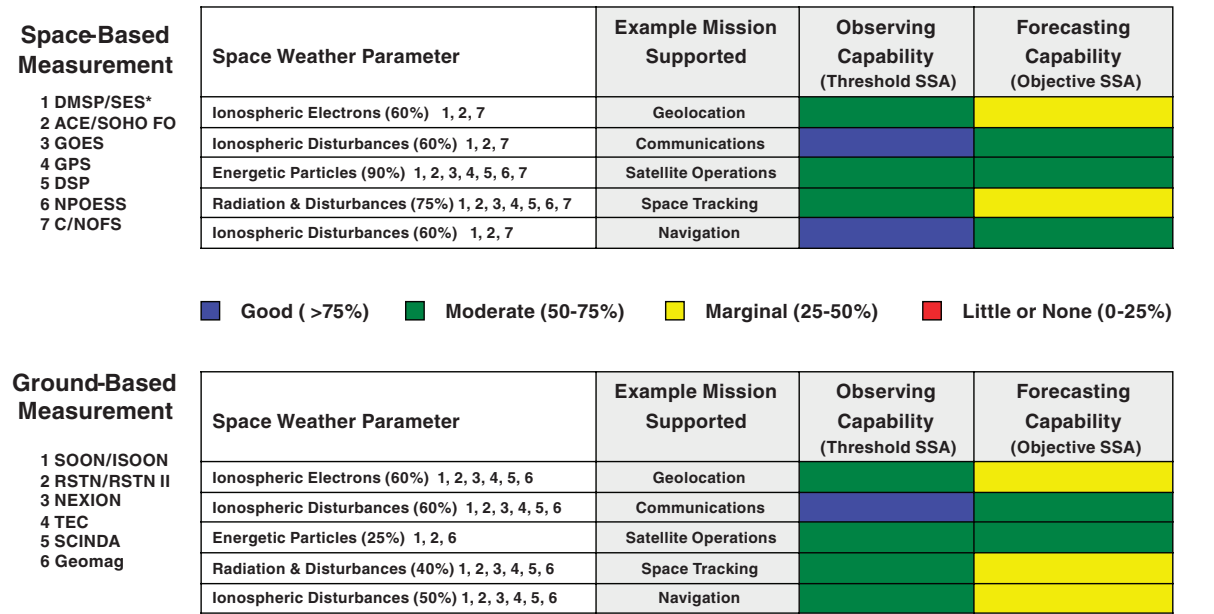 Space-Based
Measurement
1 DMSP/SES*
2 ACE/SOHO FO
3 GOES
4 GPS
5 DSP
6 NPOESS
7 C/NOFS
Space Weather Parameter
Example Mission
Supported
Observing
Capability
(Threshold SSA)
Forecasting
Capability
(Objective SSA)
Ionospheric Electrons (60%) 1, 2, 7 Geolocation
Ionospheric Disturbances (60%) 1, 2, 7 Communications
Energetic Particles (90%) 1, 2, 3, 4, 5, 6, 7 Satellite Operations
Radiation & Disturbances (75%) 1, 2, 3, 4, 5, 6, 7 Space Tracking
Ionospheric Disturbances (60%) 1, 2, 7 Navigation
Good ( >75%) Moderate (50-75%) Marginal (25-50%) Little or None (0-25%)
Ground-Based
Measurement
1 SOON/ISOON
2 RSTN/RSTN II
3 NEXION
4 TEC
5 SCINDA
6 Geomag
Space Weather Parameter
Example Mission
Supported
Observing
Capability
(Threshold SSA)
Forecasting
Capability
(Objective SSA)
Ionospheric Electrons (60%) 1, 2, 3, 4, 5, 6 Geolocation
Ionospheric Disturbances (60%) 1, 2, 3, 4, 5, 6 Communications
Energetic Particles (25%) 1, 2, 6 Satellite Operations
Radiation & Disturbances (40%) 1, 2, 3, 4, 5, 6 Space Tracking
Ionospheric Disturbances (50%) 1, 2, 3, 4, 5, 6 Navigation